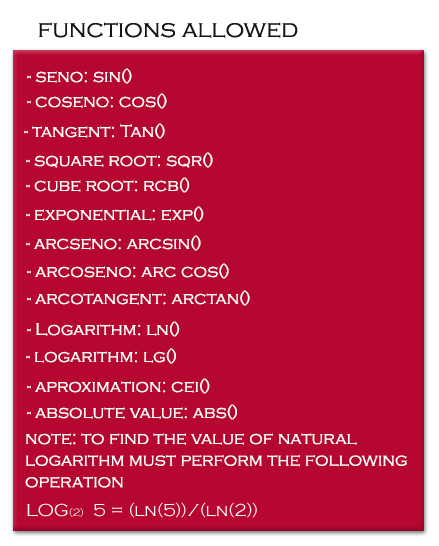 FUNCTIONS ALLOWED
- SENO: SIN()
- COSENO: COS()
- TANGENT: TAN()
- SQUARE ROOT: SQR()
- CUBE ROOT: RCB()
- EXPONENTIAL: EXP()
- ARCSENO: ARCSIN()
- ARCOSENO: ARC COS()
- ARCOTANGENT: ARCTAN()
- LOGARITHM: LN()
- LOGARITHM: LG()
- APROXIMATION: CEI()
- ABSOLUTE VALUE: ABS()
NOTE: TO FIND THE VALUE OF NATURAL
LOGARITHM MUST PERFORM THE FOLLOWING
OPERATION
LOG(2) 5 = (LN(5))/(LN(2))